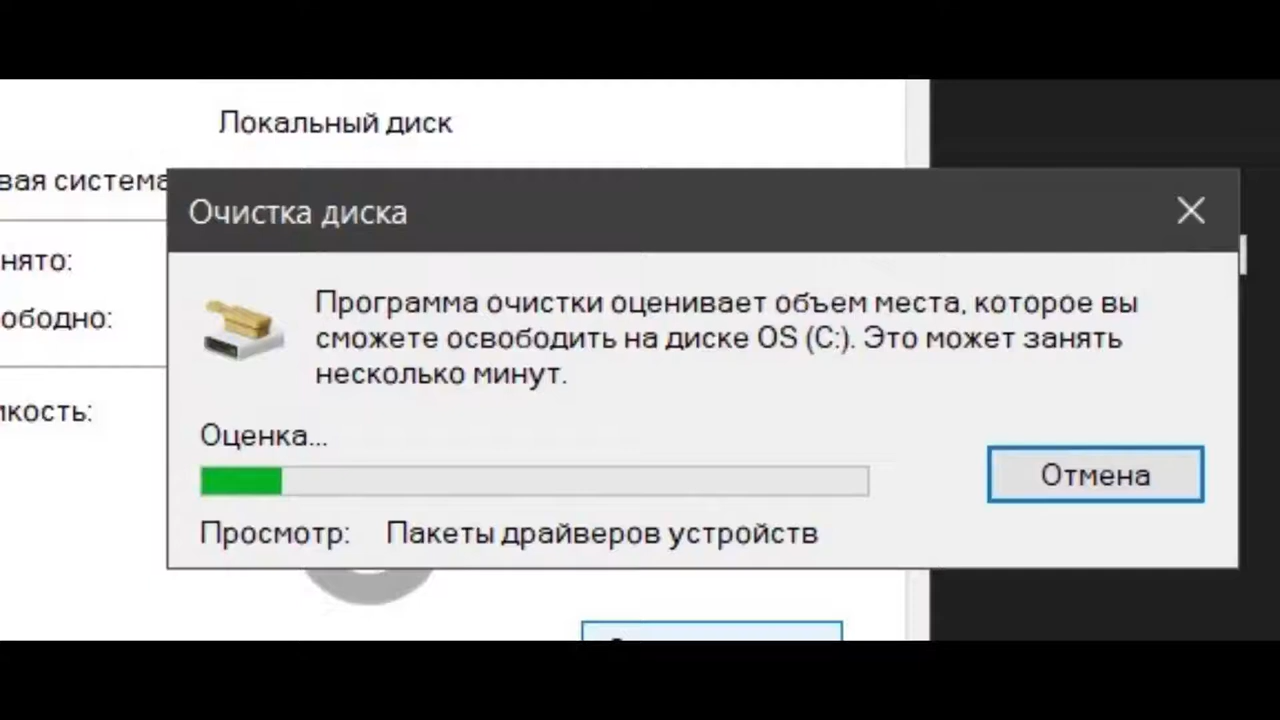 Локальный диск
вая система
Очистка диска
нято:
ободно:
Программа очистки оценивает объем места, которое вы
сможете освободить на диске OS (C:). Это может занять
несколько минут.
икость:
Оценка...
Отмена
Просмотр: Пакеты драйверов устройств